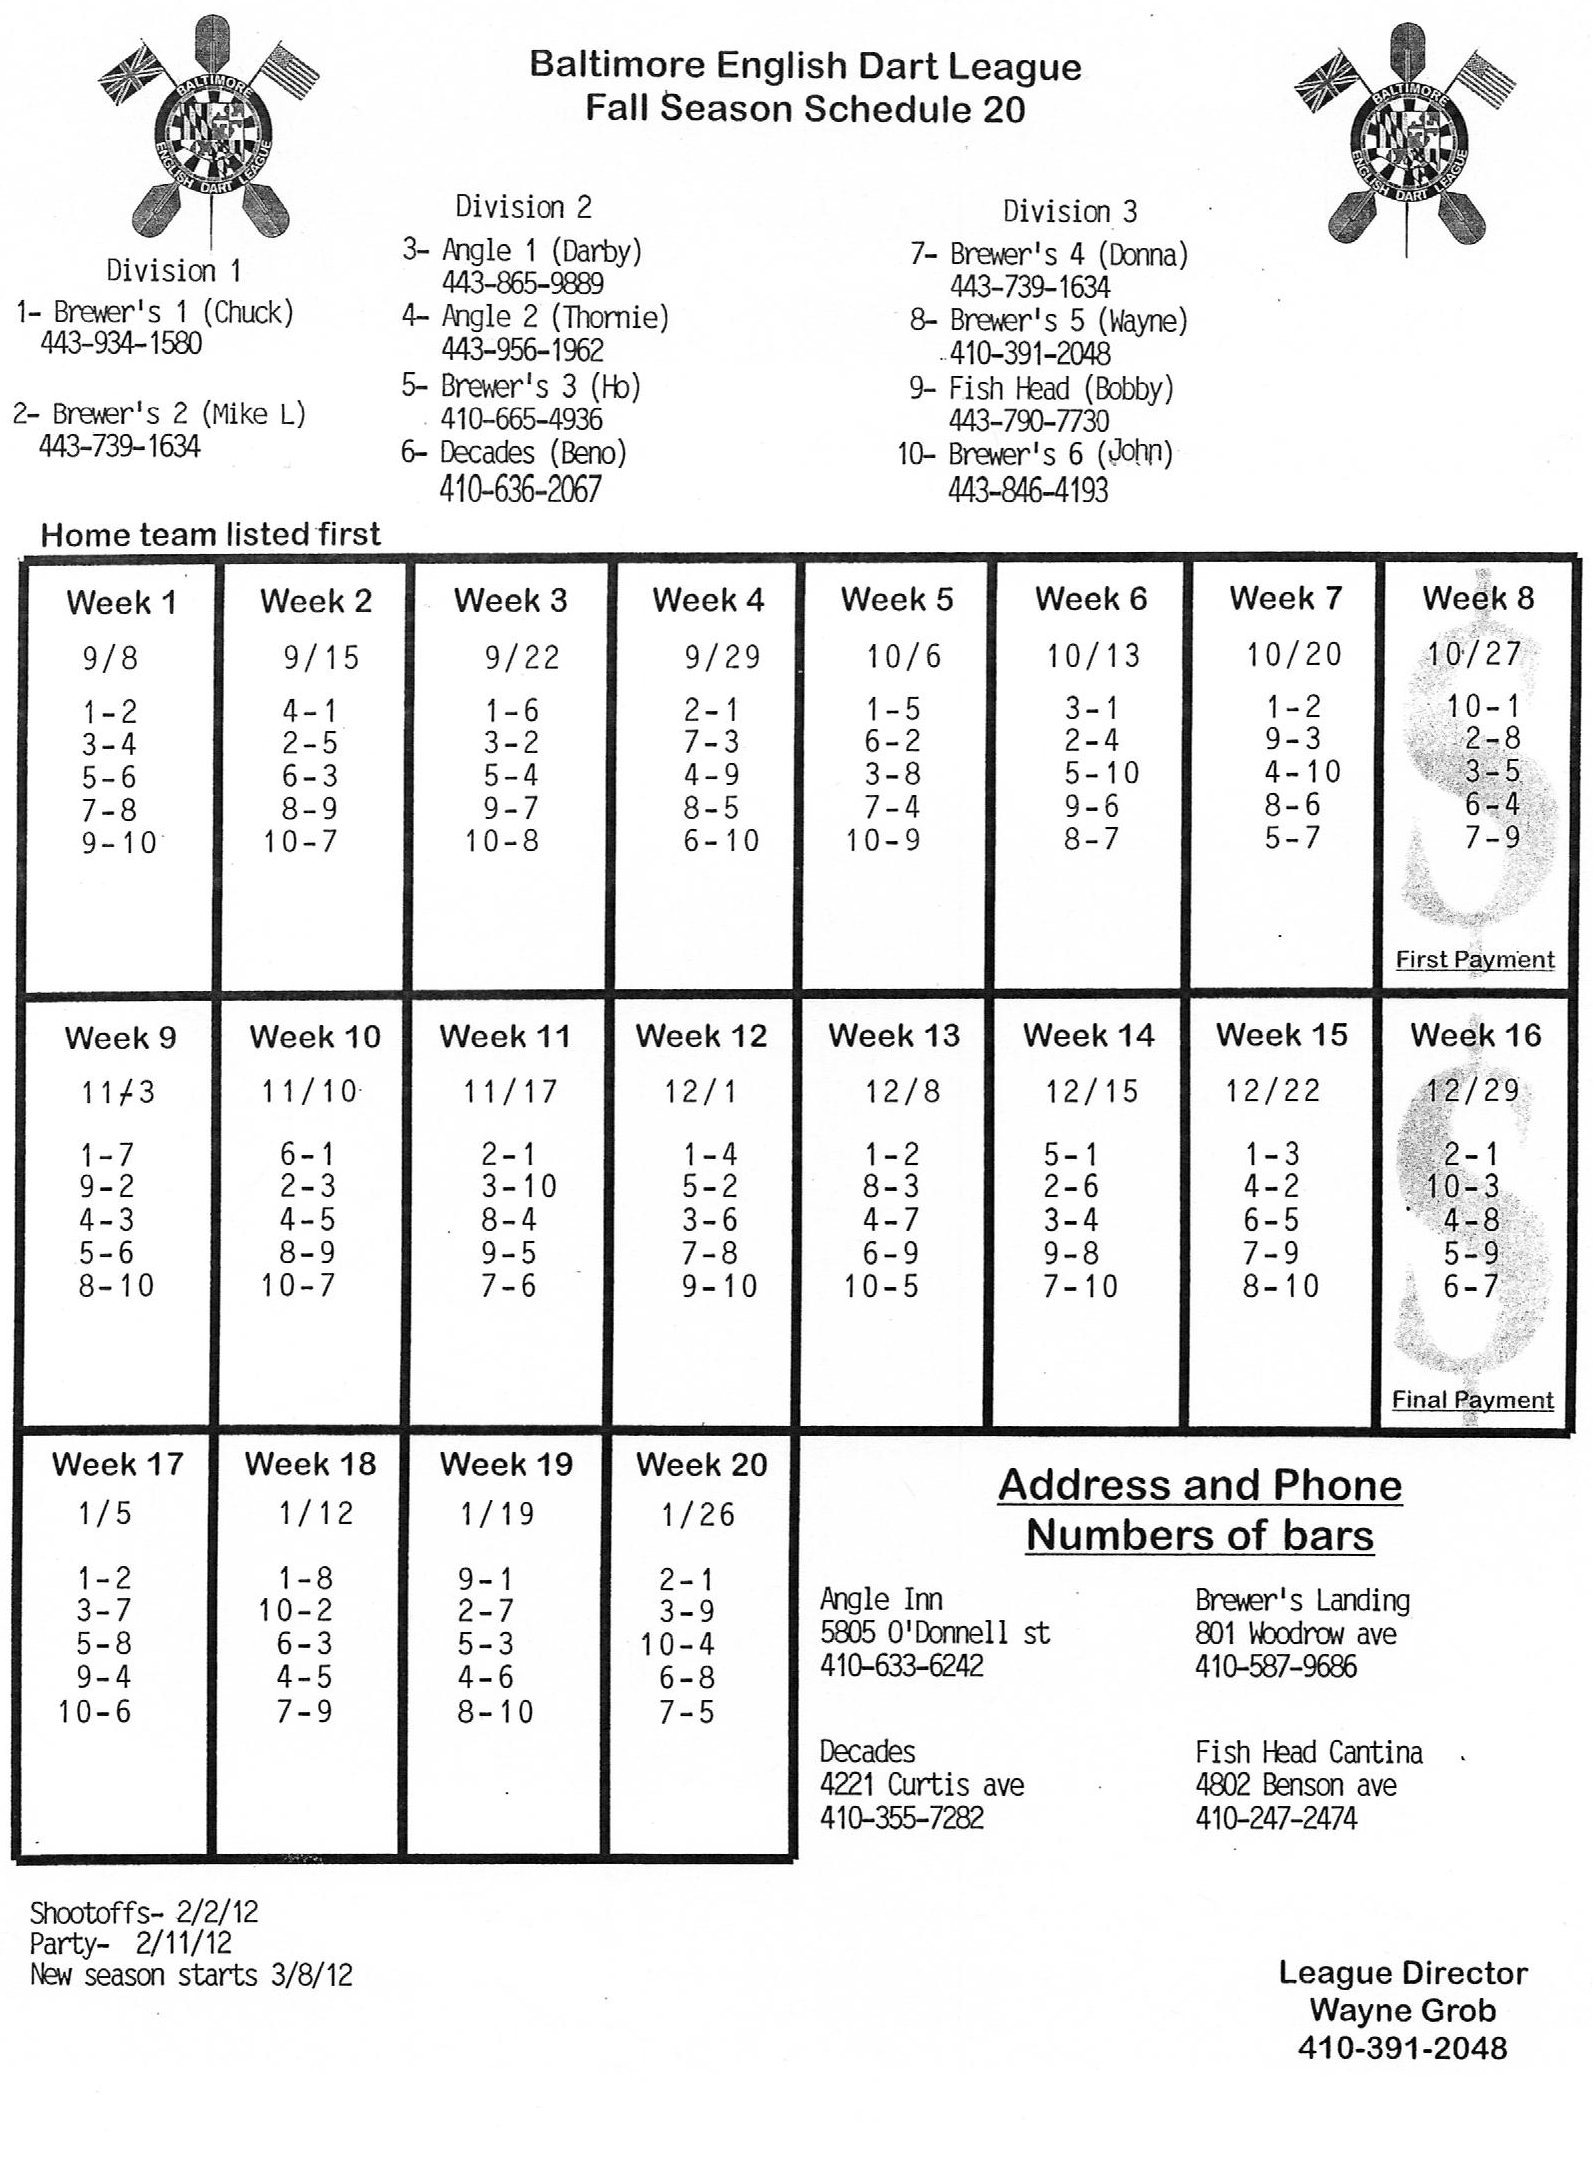 Baltimore English Dart League
Fall Season Schedule 20
BALTIMORE
ENGLISH DART LEAGUE
BALTIMORE
ENGLISH DART LEAGUE
Division 1
1- Brewer's 1 (Chuck)
443-934-1580
2- Brewer's 2 (Mike L)
443-739-1634
Division 2
3- Angle 1 (Darby)
443-865-9889
4- Angle 2 (Thornie)
443-956-1962
5- Brewer's 3 (Ho)
410-665-4936
6- Decades (Beno)
410-636-2067
Division 3
7- Brewer's 4 (Donna)
443-739-1634
8- Brewer's 5 (Wayne)
410-391-2048
9- Fish Head (Bobby)
443-790-7730
10- Brewer's 6 (John)
443-846-4193
Home team listed first
Week 1
9/8
1-2
3-4
5-6
7-8
9-10
Week 2
9/15
4-1
2-5
6-3
8-9
10-7
Week 3
9/22
1-6
3-2
5-4
9-7
10-8
Week 4
9/29
2-1
7-3
4-9
8-5
6-10
Week 5
10/6
1-5
6-2
3-8
7-4
10-9
Week 6
10/13
3-1
2-4
5-10
9-6
8-7
Week 7
10/20
1-2
9-3
4-10
8-6
5-7
Week 8
10/27
10-1
2-8
3-5
6-4
7-9
First Payment
Week 9
11/3
1-7
9-2
4-3
5-6
8-10
Week 10
11/10
6-1
2-3
4-5
8-9
10-7
Week 11
11/17
2-1
3-10
8-4
9-5
7-6
Week 12
12/1
1-4
5-2
3-6
7-8
9-10
Week 13
12/8
1-2
8-3
4-7
6-9
10-5
Week 14
12/15
5-1
2-6
3-4
9-8
7-10
Week 15
12/22
1-3
4-2
6-5
7-9
8-10
Week 16
12/29
2-1
10-3
4-8
5-9
6-7
Final Payment
Week 17
1/5
1-2
3-7
5-8
9-4
10-6
Week 18
1/12
1-8
10-2
6-3
4-5
7-9
Week 19
1/19
9-1
2-7
5-3
4-6
8-10
Week 20
1/26
2-1
3-9
10-4
6-8
7-5
Address and Phone
Numbers of bars
Angle Inn
5805 O'Donnell st
410-633-6242
Brewer's Landing
801 Woodrow ave
410-587-9686
Decades
4221 Curtis ave
410-355-7282
Fish Head Cantina
4802 Benson ave
410-247-2474
Shootoffs- 2/2/12
Party- 2/11/12
New season starts 3/8/12
League Director
Wayne Grob
410-391-2048